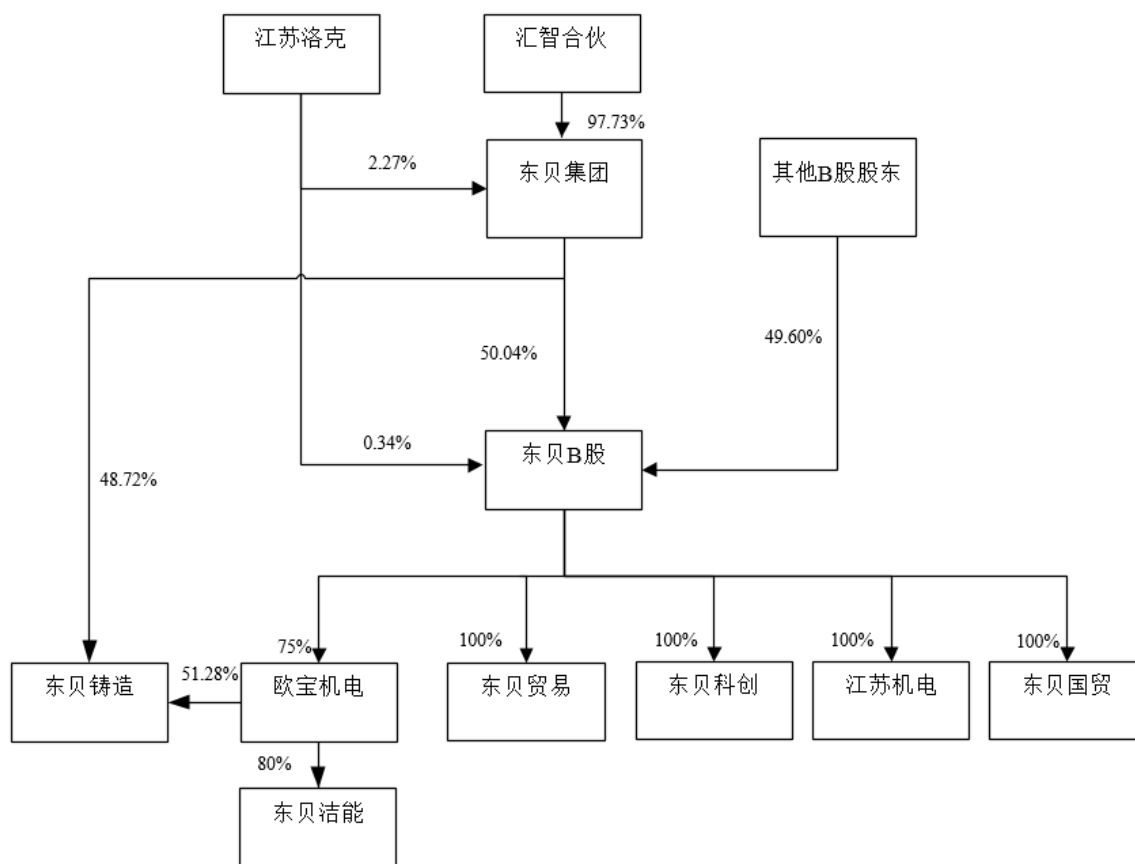 江苏洛克
汇智合伙
97.73%
2.27%
东贝集团
其他B股股东
50.04%
49.60%
0.34%
东贝B股
48.72%
75%
100%
100%
100%
100%
东贝铸造
51.28%
欧宝机电
东贝贸易
东贝科创
江苏机电
东贝国贸
80%
东贝洁能